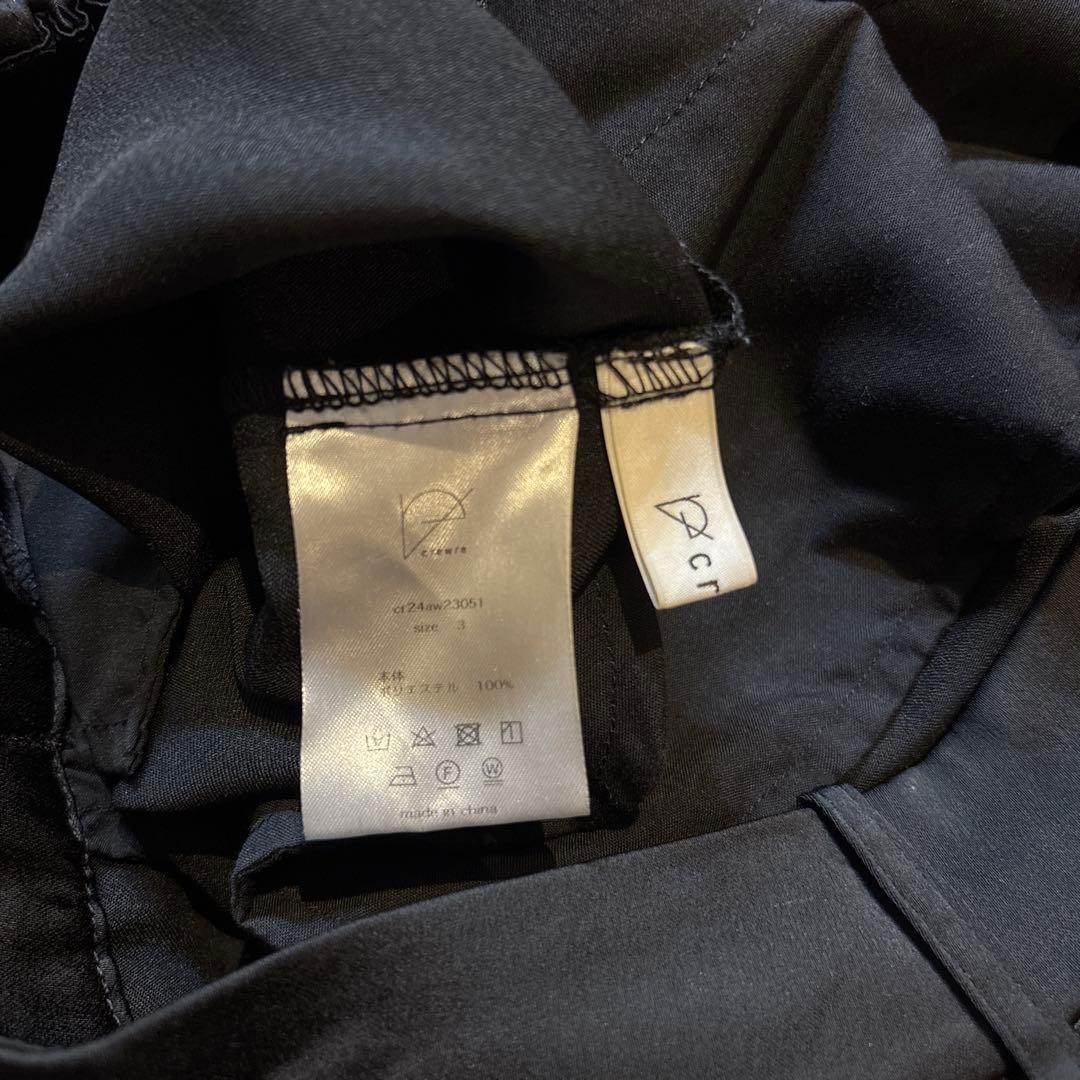 crewre
cr24aw23051
size 3
本体
ポリエステル 100%
F W
made in china
cr